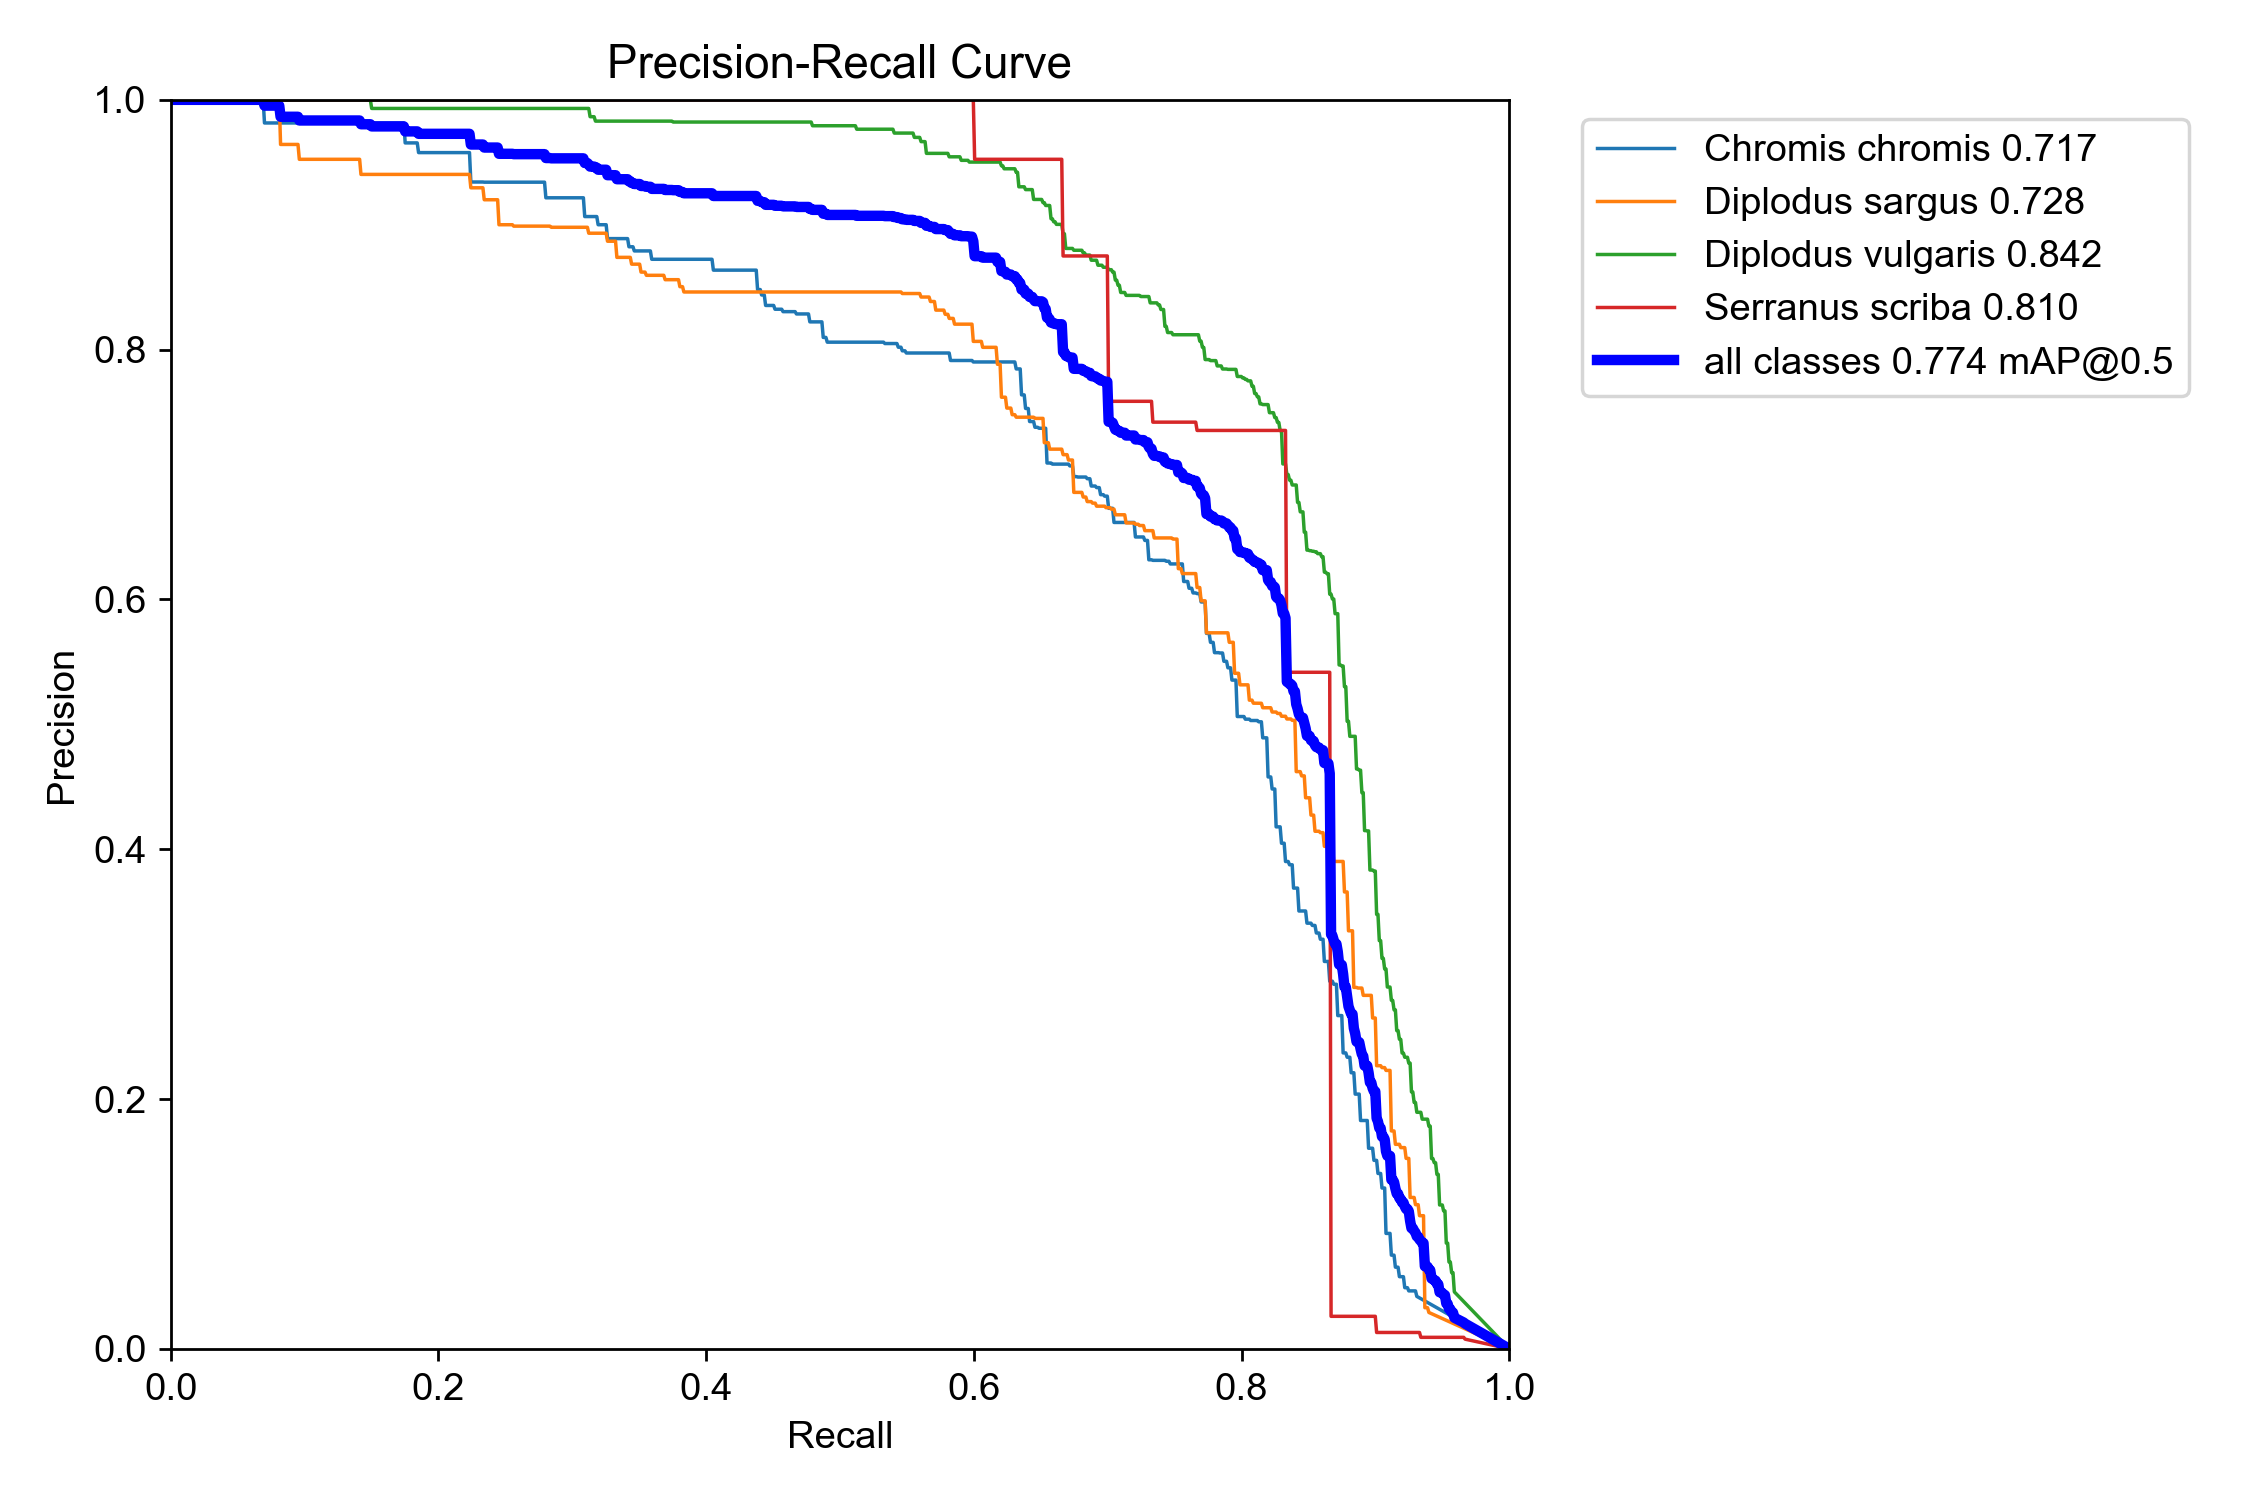 Precision-Recall Curve
1.0
0.8
0.6
0.4
0.2
0.0
Precision
0.0 0.2 0.4 0.6 0.8 1.0
Recall
Chromis chromis 0.717
Diplodus sargus 0.728
Diplodus vulgaris 0.842
Serranus scriba 0.810
all classes 0.774 mAP@0.5